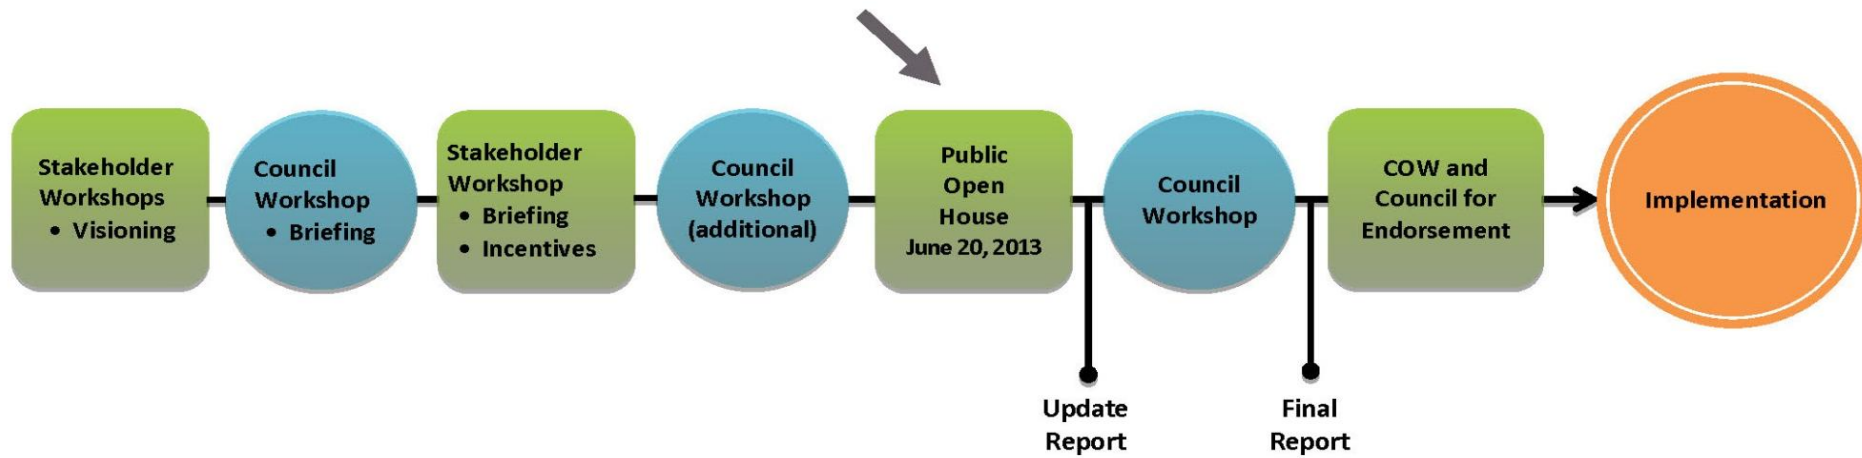 Stakeholder
Workshops
• Visioning
Council
Workshop
• Briefing
Stakeholder
Workshop
• Briefing
• Incentives
Council
Workshop
(additional)
Public
Open
House
June 20, 2013
Council
Workshop
COW and
Council for
Endorsement
Implementation
Update
Report
Final
Report